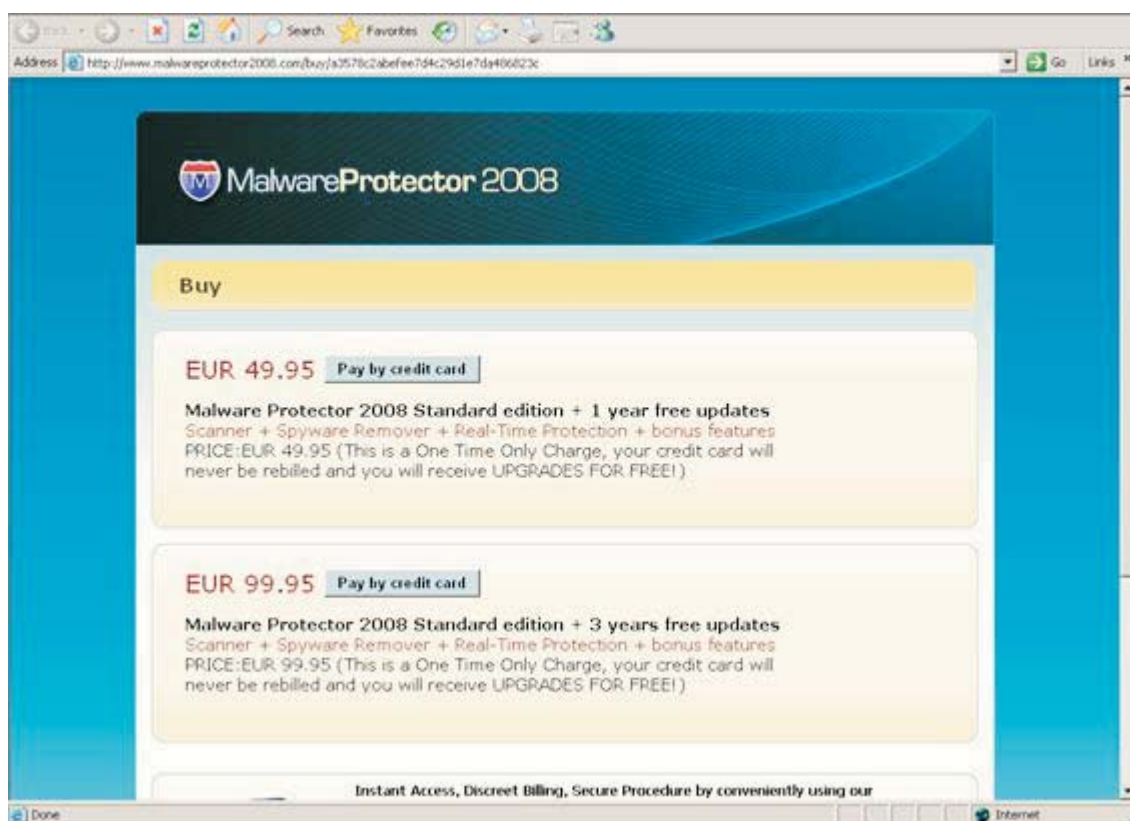 Search Favorites
Address http://www.malwareprotector2008.com/buy/a3578c2abefee7d4c29d1e7da486823c Go Links »
M MalwareProtector 2008
Buy
EUR 49.95 Pay by credit card
Malware Protector 2008 Standard edition + 1 year free updates
Scanner + Spyware Remover + Real-Time Protection + bonus features
PRICE:EUR 49.95 (This is a One Time Only Charge, your credit card will
never be rebilled and you will receive UPGRADES FOR FREE!)
EUR 99.95 Pay by credit card
Malware Protector 2008 Standard edition + 3 years free updates
Scanner + Spyware Remover + Real-Time Protection + bonus features
PRICE:EUR 99.95 (This is a One Time Only Charge, your credit card will
never be rebilled and you will receive UPGRADES FOR FREE!)
Instant Access, Discreet Billing, Secure Procedure by conveniently using our
Done Internet